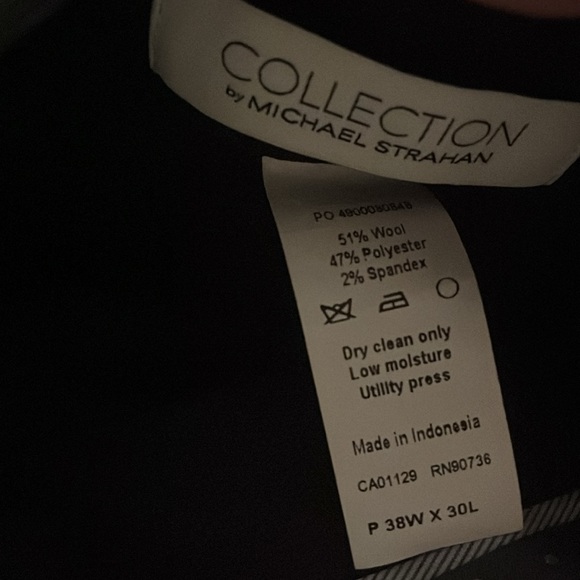 COLLECTION
by MICHAEL STRAHAN
PO
51% Wool
47% Polyester
2% Spandex
Dry clean only
Low moisture
Utility press
Made in Indonesia
CA01129 RN90736
P 38W X 30L